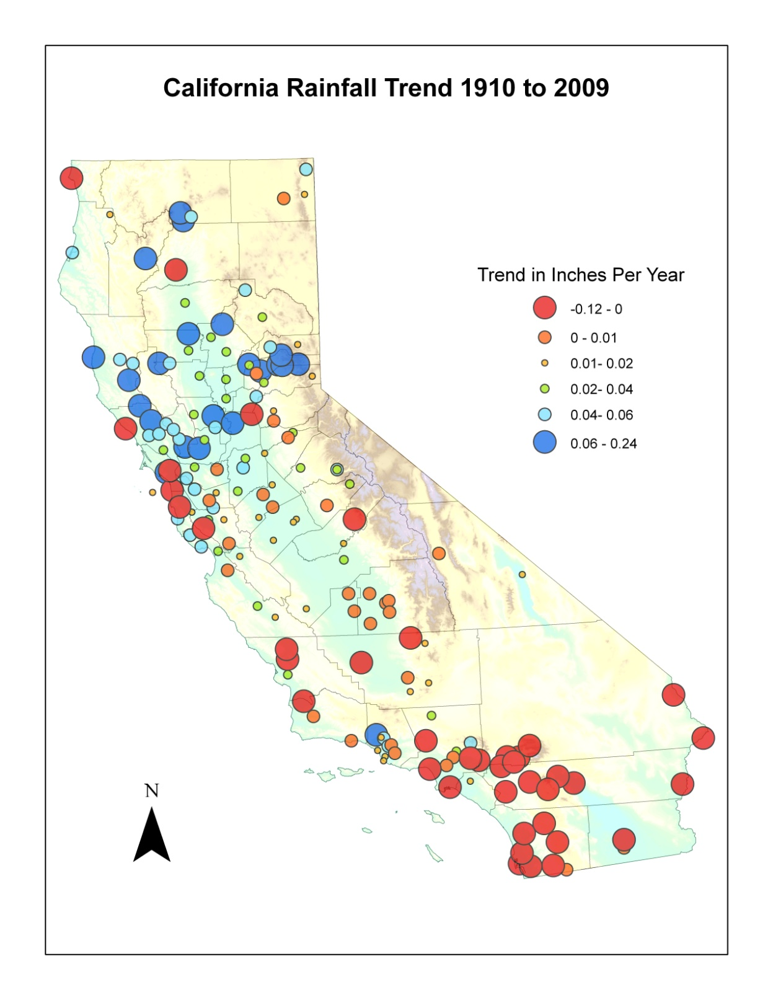 California Rainfall Trend 1910 to 2009
Trend in Inches Per Year
-0.12 - 0
0 - 0.01
0.01- 0.02
0.02- 0.04
0.04- 0.06
0.06 - 0.24
N